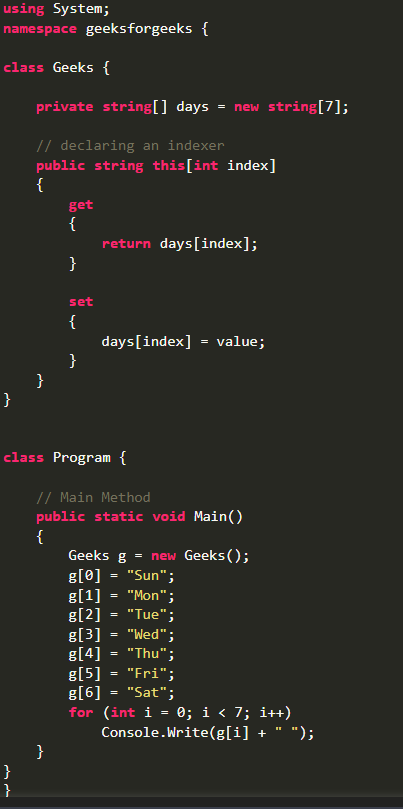 using System;
namespace geeksforgeeks {
class Geeks {
    private string[] days = new string[7];
    // declaring an indexer
    public string this[int index]
    {
        get
        {
            return days[index];
        }
        set
        {
            days[index] = value;
        }
    }
}
class Program {
    // Main Method
    public static void Main()
    {
        Geeks g = new Geeks();
        g[0] = "Sun";
        g[1] = "Mon";
        g[2] = "Tue";
        g[3] = "Wed";
        g[4] = "Thu";
        g[5] = "Fri";
        g[6] = "Sat";
        for (int i = 0; i < 7; i++)
            Console.Write(g[i] + " ");
    }
}
}